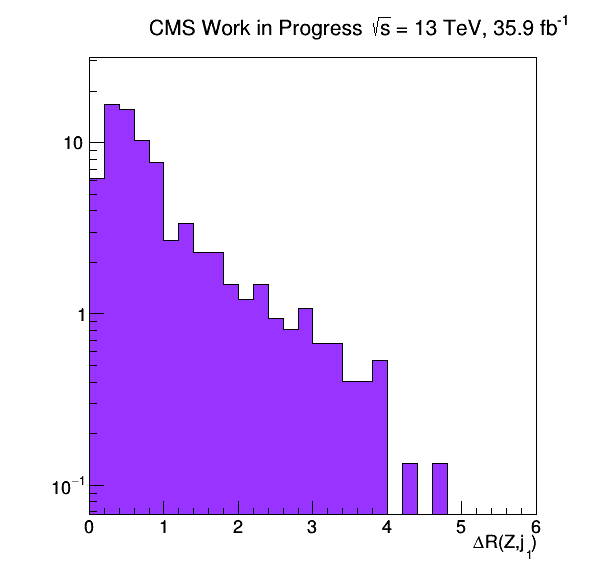 CMS Work in Progress √s = 13 TeV, 35.9 fb⁻¹
10
1
10⁻¹
0 1 2 3 4 5 6
ΔR(Z,j₁)